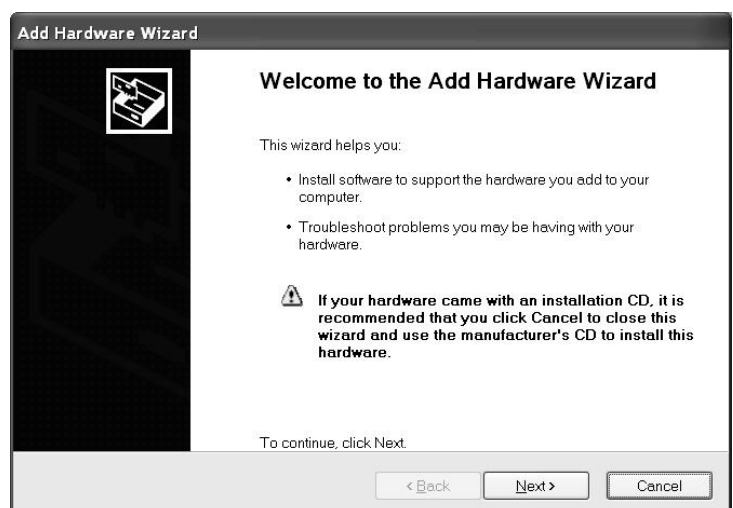 Add Hardware Wizard
Welcome to the Add Hardware Wizard
This wizard helps you:
• Install software to support the hardware you add to your
computer.
• Troubleshoot problems you may be having with your
hardware.
If your hardware came with an installation CD, it is
recommended that you click Cancel to close this
wizard and use the manufacturer's CD to install this
hardware.
To continue, click Next.
< Back Next > Cancel